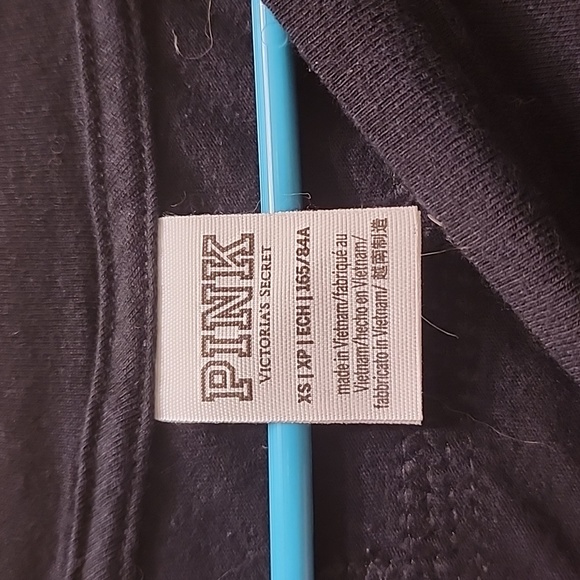 PINK
VICTORIA'S SECRET
XS | XP | ECH | 165/84A
made in Vietnam/fabriqué au
Vietnam/hecho en Vietnam/
fabbricato in Vietnam/ 越南制造